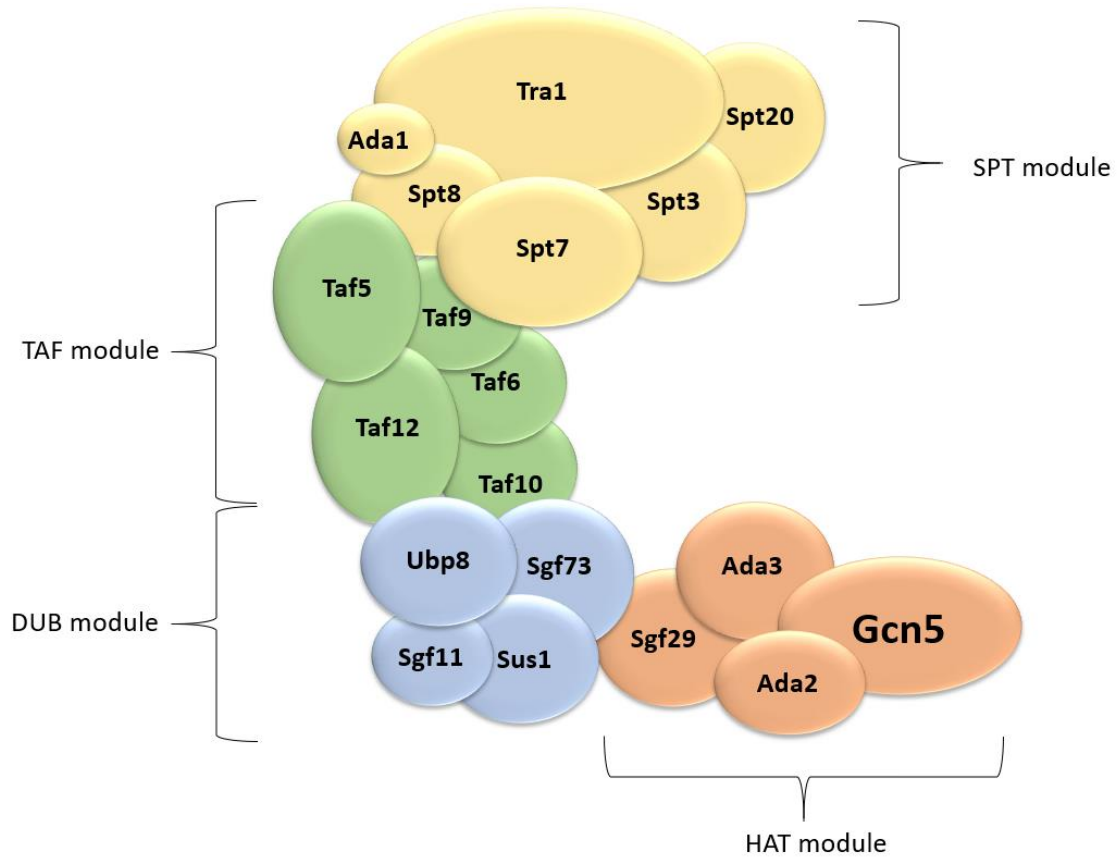 Tra1
Spt20
Ada1
SPT module
Spt8
Spt3
Spt7
Taf5
Taf9
TAF module
Taf6
Taf12
Taf10
Ubp8
Sgf73
Ada3
DUB module
Gcn5
Sgf29
Sgf11
Sus1
Ada2
HAT module